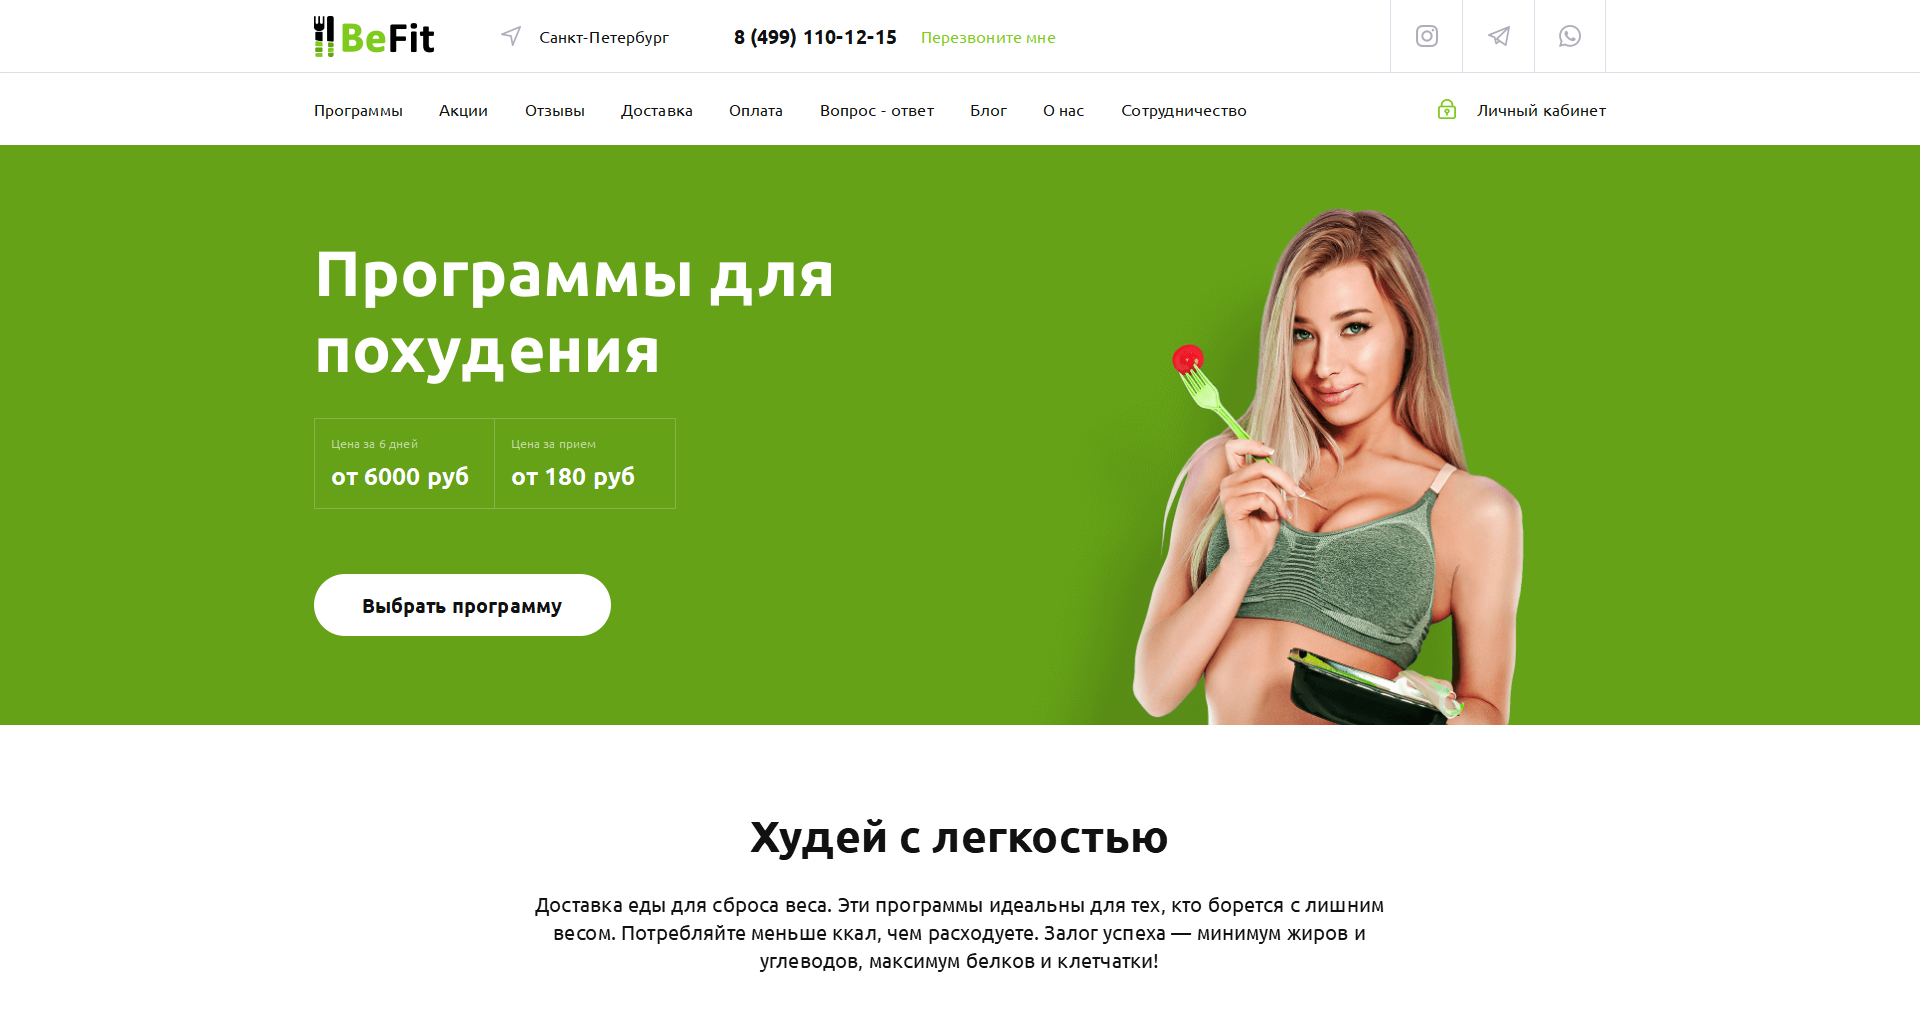 BeFit
Санкт-Петербург
8 (499) 110-12-15
Перезвоните мне
Программы
Акции
Отзывы
Доставка
Оплата
Вопрос - ответ
Блог
О нас
Сотрудничество
Личный кабинет
Программы для
похудения
Цена за 6 дней
от 6000 руб
Цена за прием
от 180 руб
Выбрать программу
Худей с легкостью
Доставка еды для сброса веса. Эти программы идеальны для тех, кто борется с лишним
весом. Потребляйте меньше ккал, чем расходуете. Залог успеха — минимум жиров и
углеводов, максимум белков и клетчатки!